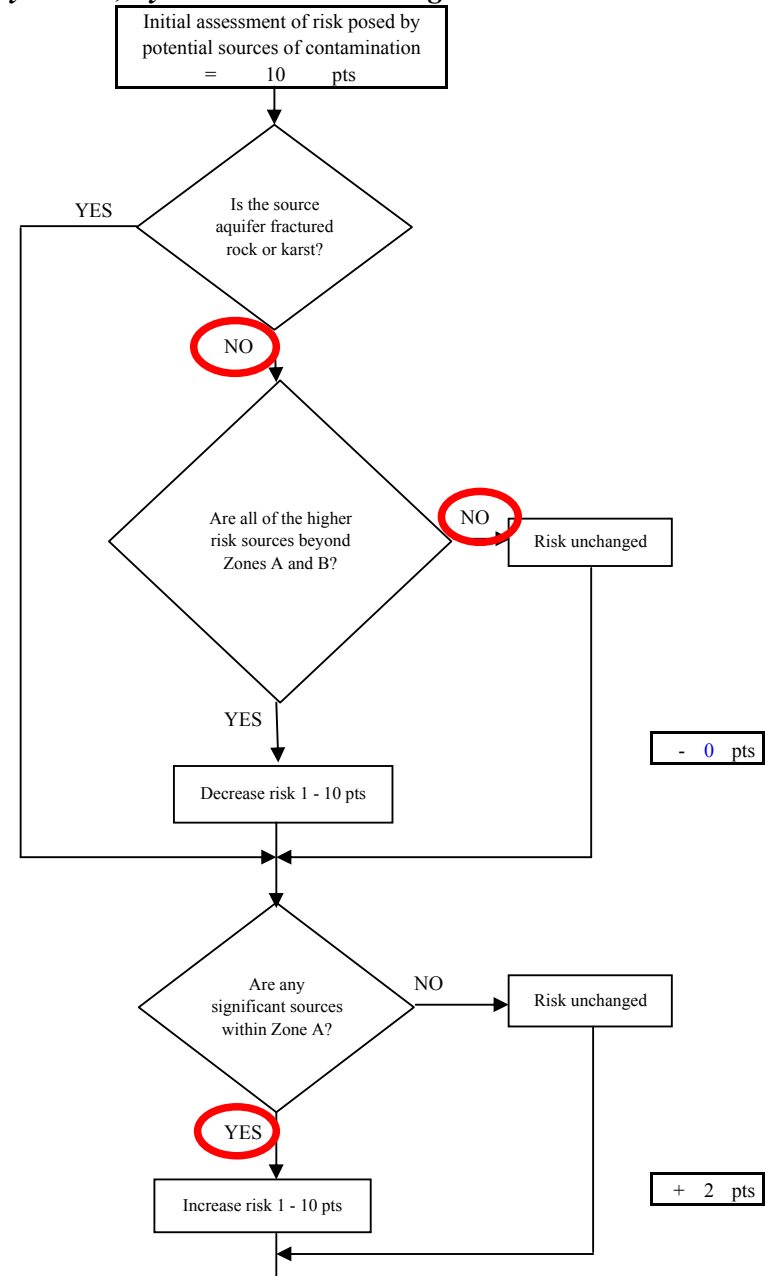 Initial assessment of risk posed by
potential sources of contamination
= 10 pts
YES
Is the source
aquifer fractured
rock or karst?
NO
Are all of the higher
risk sources beyond
Zones A and B?
NO
Risk unchanged
YES
- 0 pts
Decrease risk 1 - 10 pts
Are any
significant sources
within Zone A?
NO
Risk unchanged
YES
Increase risk 1 - 10 pts
+ 2 pts